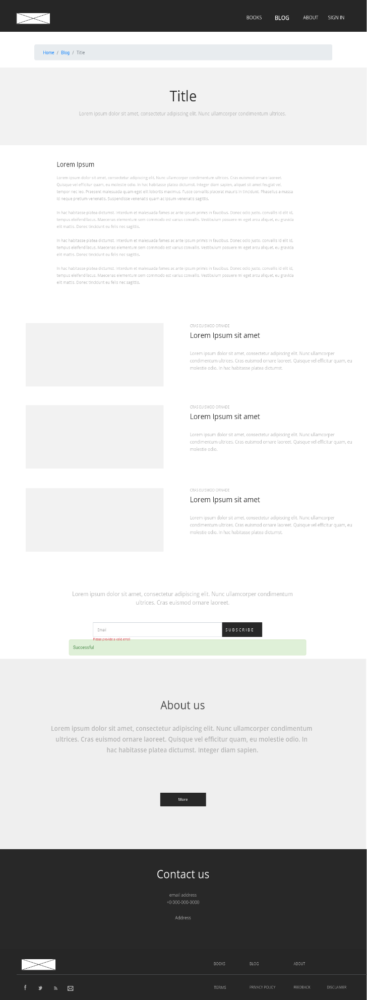 BOOKS BLOG ABOUT SIGN IN
Home / Blog / Title
Title
Lorem ipsum dolor sit amet, consectetur adipiscing elit. Nunc ullamcorper condimentum ultrices.
Lorem Ipsum
Lorem ipsum dolor sit amet, consectetur adipiscing elit. Nunc ullamcorper condimentum ultrices. Cras euismod ornare laoreet.
Quisque vel efficitur quam, eu molestie odio. In hac habitasse platea dictumst. Integer diam sapien, aliquet sit amet feugiat vel,
tempor nec leo. Praesent malesuada quam eget elit lobortis maximus. Fusce convallis placerat mauris in tincidunt. Phasellus a massa
id neque pretium venenatis. Suspendisse venenatis quam ac ipsum venenatis sagittis.
In hac habitasse platea dictumst. Interdum et malesuada fames ac ante ipsum primis in faucibus. Donec odio justo, convallis id elit id,
tempus eleifend lacus. Maecenas elementum sem commodo est varius convallis. Vestibulum posuere mi eget arcu aliquet, eu gravida
elit mattis. Donec tincidunt eu felis nec sagittis.
In hac habitasse platea dictumst. Interdum et malesuada fames ac ante ipsum primis in faucibus. Donec odio justo, convallis id elit id,
tempus eleifend lacus. Maecenas elementum sem commodo est varius convallis. Vestibulum posuere mi eget arcu aliquet, eu gravida
elit mattis. Donec tincidunt eu felis nec sagittis.
In hac habitasse platea dictumst. Interdum et malesuada fames ac ante ipsum primis in faucibus. Donec odio justo, convallis id elit id,
tempus eleifend lacus. Maecenas elementum sem commodo est varius convallis. Vestibulum posuere mi eget arcu aliquet, eu gravida
elit mattis. Donec tincidunt eu felis nec sagittis.
CRAS EUISMOD ORNADE
Lorem Ipsum sit amet
Lorem ipsum dolor sit amet, consectetur adipiscing elit. Nunc ullamcorper
condimentum ultrices. Cras euismod ornare laoreet. Quisque vel efficitur quam, eu
molestie odio. In hac habitasse platea dictumst.
CRAS EUISMOD ORNADE
Lorem Ipsum sit amet
Lorem ipsum dolor sit amet, consectetur adipiscing elit. Nunc ullamcorper
condimentum ultrices. Cras euismod ornare laoreet. Quisque vel efficitur quam, eu
molestie odio.
CRAS EUISMOD ORNADE
Lorem Ipsum sit amet
Lorem ipsum dolor sit amet, consectetur adipiscing elit. Nunc ullamcorper
condimentum ultrices. Cras euismod ornare laoreet. Quisque vel efficitur quam, eu
molestie odio. In hac habitasse platea dictumst.
Lorem ipsum dolor sit amet, consectetur adipiscing elit. Nunc ullamcorper condimentum
ultrices. Cras euismod ornare laoreet.
Email SUBSCRIBE
Please provide a valid email
Successful
About us
Lorem ipsum dolor sit amet, consectetur adipiscing elit. Nunc ullamcorper condimentum
ultrices. Cras euismod ornare laoreet. Quisque vel efficitur quam, eu molestie odio. In
hac habitasse platea dictumst. Integer diam sapien.
More
Contact us
email address
+0 000-000-0000
Address
BOOKS BLOG ABOUT
TERMS PRIVACY POLICY FEEDBACK DISCLAIMER